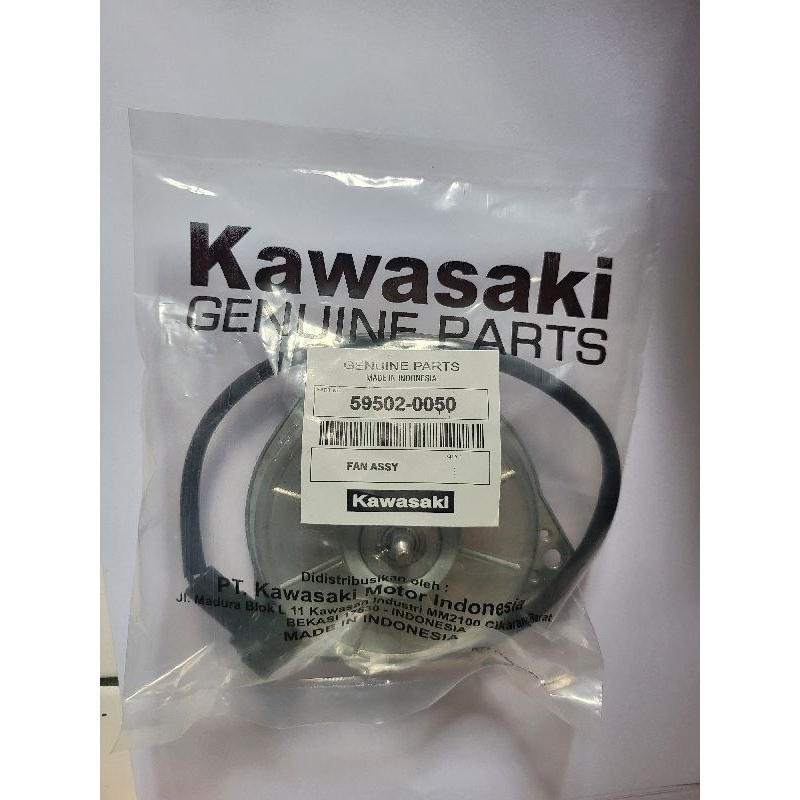 Kawasaki
GENUINE PARTS
GENUINE PARTS
MADE IN INDONESIA
59502-0050
FAN ASSY
Kawasaki
Didistribusikan oleh :
PT. Kawasaki Motor Indonesia
Jl. Madura Blok L 11 Kawasan Industri MM2100 Cikarang Barat
BEKASI 17530 - INDONESIA
MADE IN INDONESIA